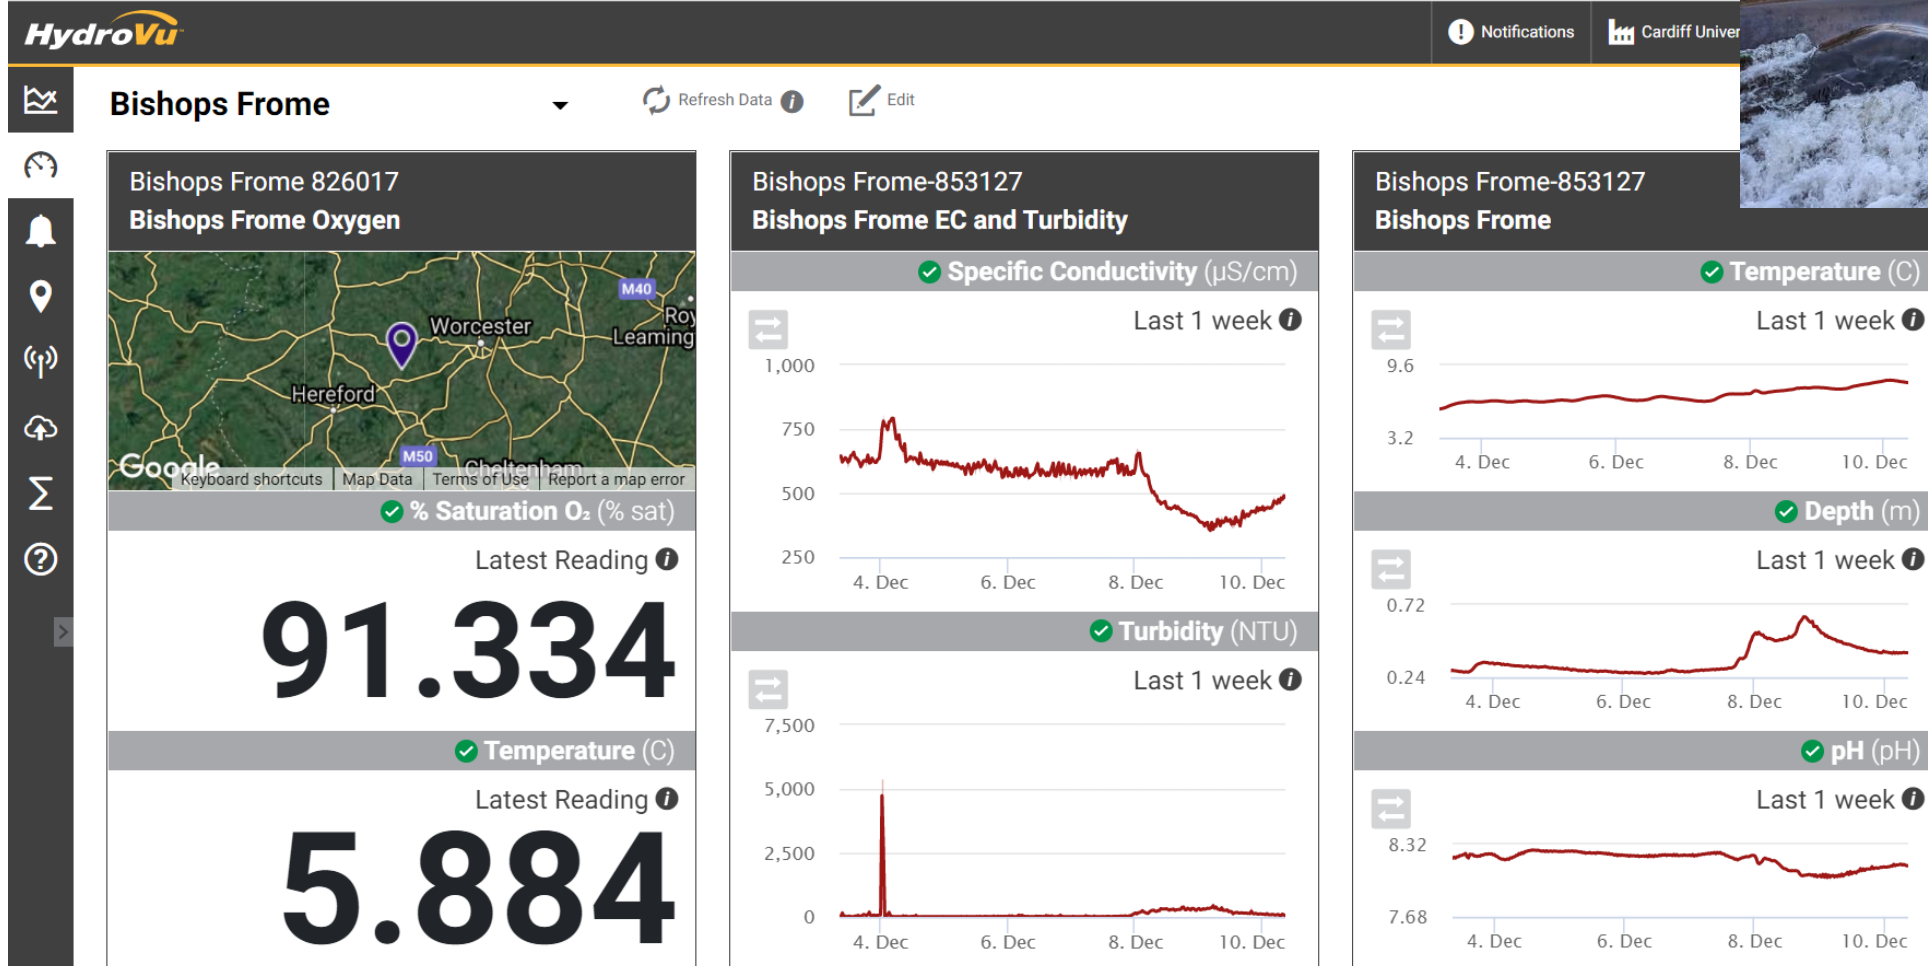 HydroVu
Notifications
Cardiff Univer
Bishops Frome
Refresh Data
Edit
Bishops Frome 826017
Bishops Frome Oxygen
M40
Worcester
Roy
Leaming
Hereford
M50
Cheltenham
Google
Keyboard shortcuts
Map Data
Terms of Use
Report a map error
% Saturation O₂ (% sat)
Latest Reading
91.334
Temperature (C)
Latest Reading
5.884
Bishops Frome-853127
Bishops Frome EC and Turbidity
Specific Conductivity (µS/cm)
Last 1 week
1,000
750
500
250
4. Dec 6. Dec 8. Dec 10. Dec
Turbidity (NTU)
Last 1 week
7,500
5,000
2,500
0
4. Dec 6. Dec 8. Dec 10. Dec
Bishops Frome-853127
Bishops Frome
Temperature (C)
Last 1 week
9.6
3.2
4. Dec 6. Dec 8. Dec 10. Dec
Depth (m)
Last 1 week
0.72
0.24
4. Dec 6. Dec 8. Dec 10. Dec
pH (pH)
Last 1 week
8.32
7.68
4. Dec 6. Dec 8. Dec 10. Dec